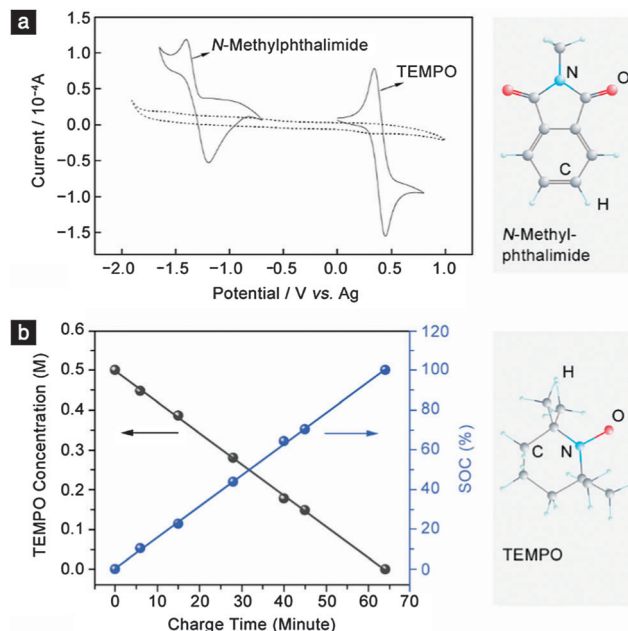 a
N-Methylphthalimide
TEMPO
1.5
1.0
0.5
0.0
−0.5
−1.0
−1.5
Current / 10⁻⁴A
−2.0 −1.5 −1.0 −0.5 0.0 0.5 1.0
Potential / V vs. Ag
N
O
C
H
N-Methyl-
phthalimide
b
0.6
0.5
0.4
0.3
0.2
0.1
0.0
TEMPO Concentration (M)
120
100
80
60
40
20
0
SOC (%)
0 10 20 30 40 50 60 70
Charge Time (Minute)
H
O
C
N
TEMPO